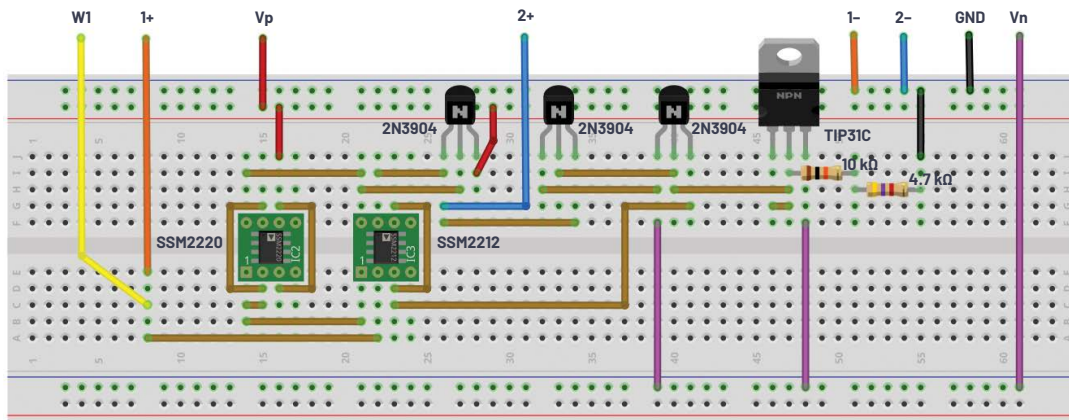 W1 1+ Vp 2+ 1– 2– GND Vn
N N N NPN
2N3904 2N3904 2N3904 TIP31C
1 5 10 15 20 25 30 35 40 45 50 55 60
J
I
H
G
F
10 kΩ
4.7 kΩ
SSM2220 SSM2220 IC2 1
SSM2212 IC3 1 SSM2212
E
D
C
B
A
1 5 10 15 20 25 30 35 40 45 50 55 60